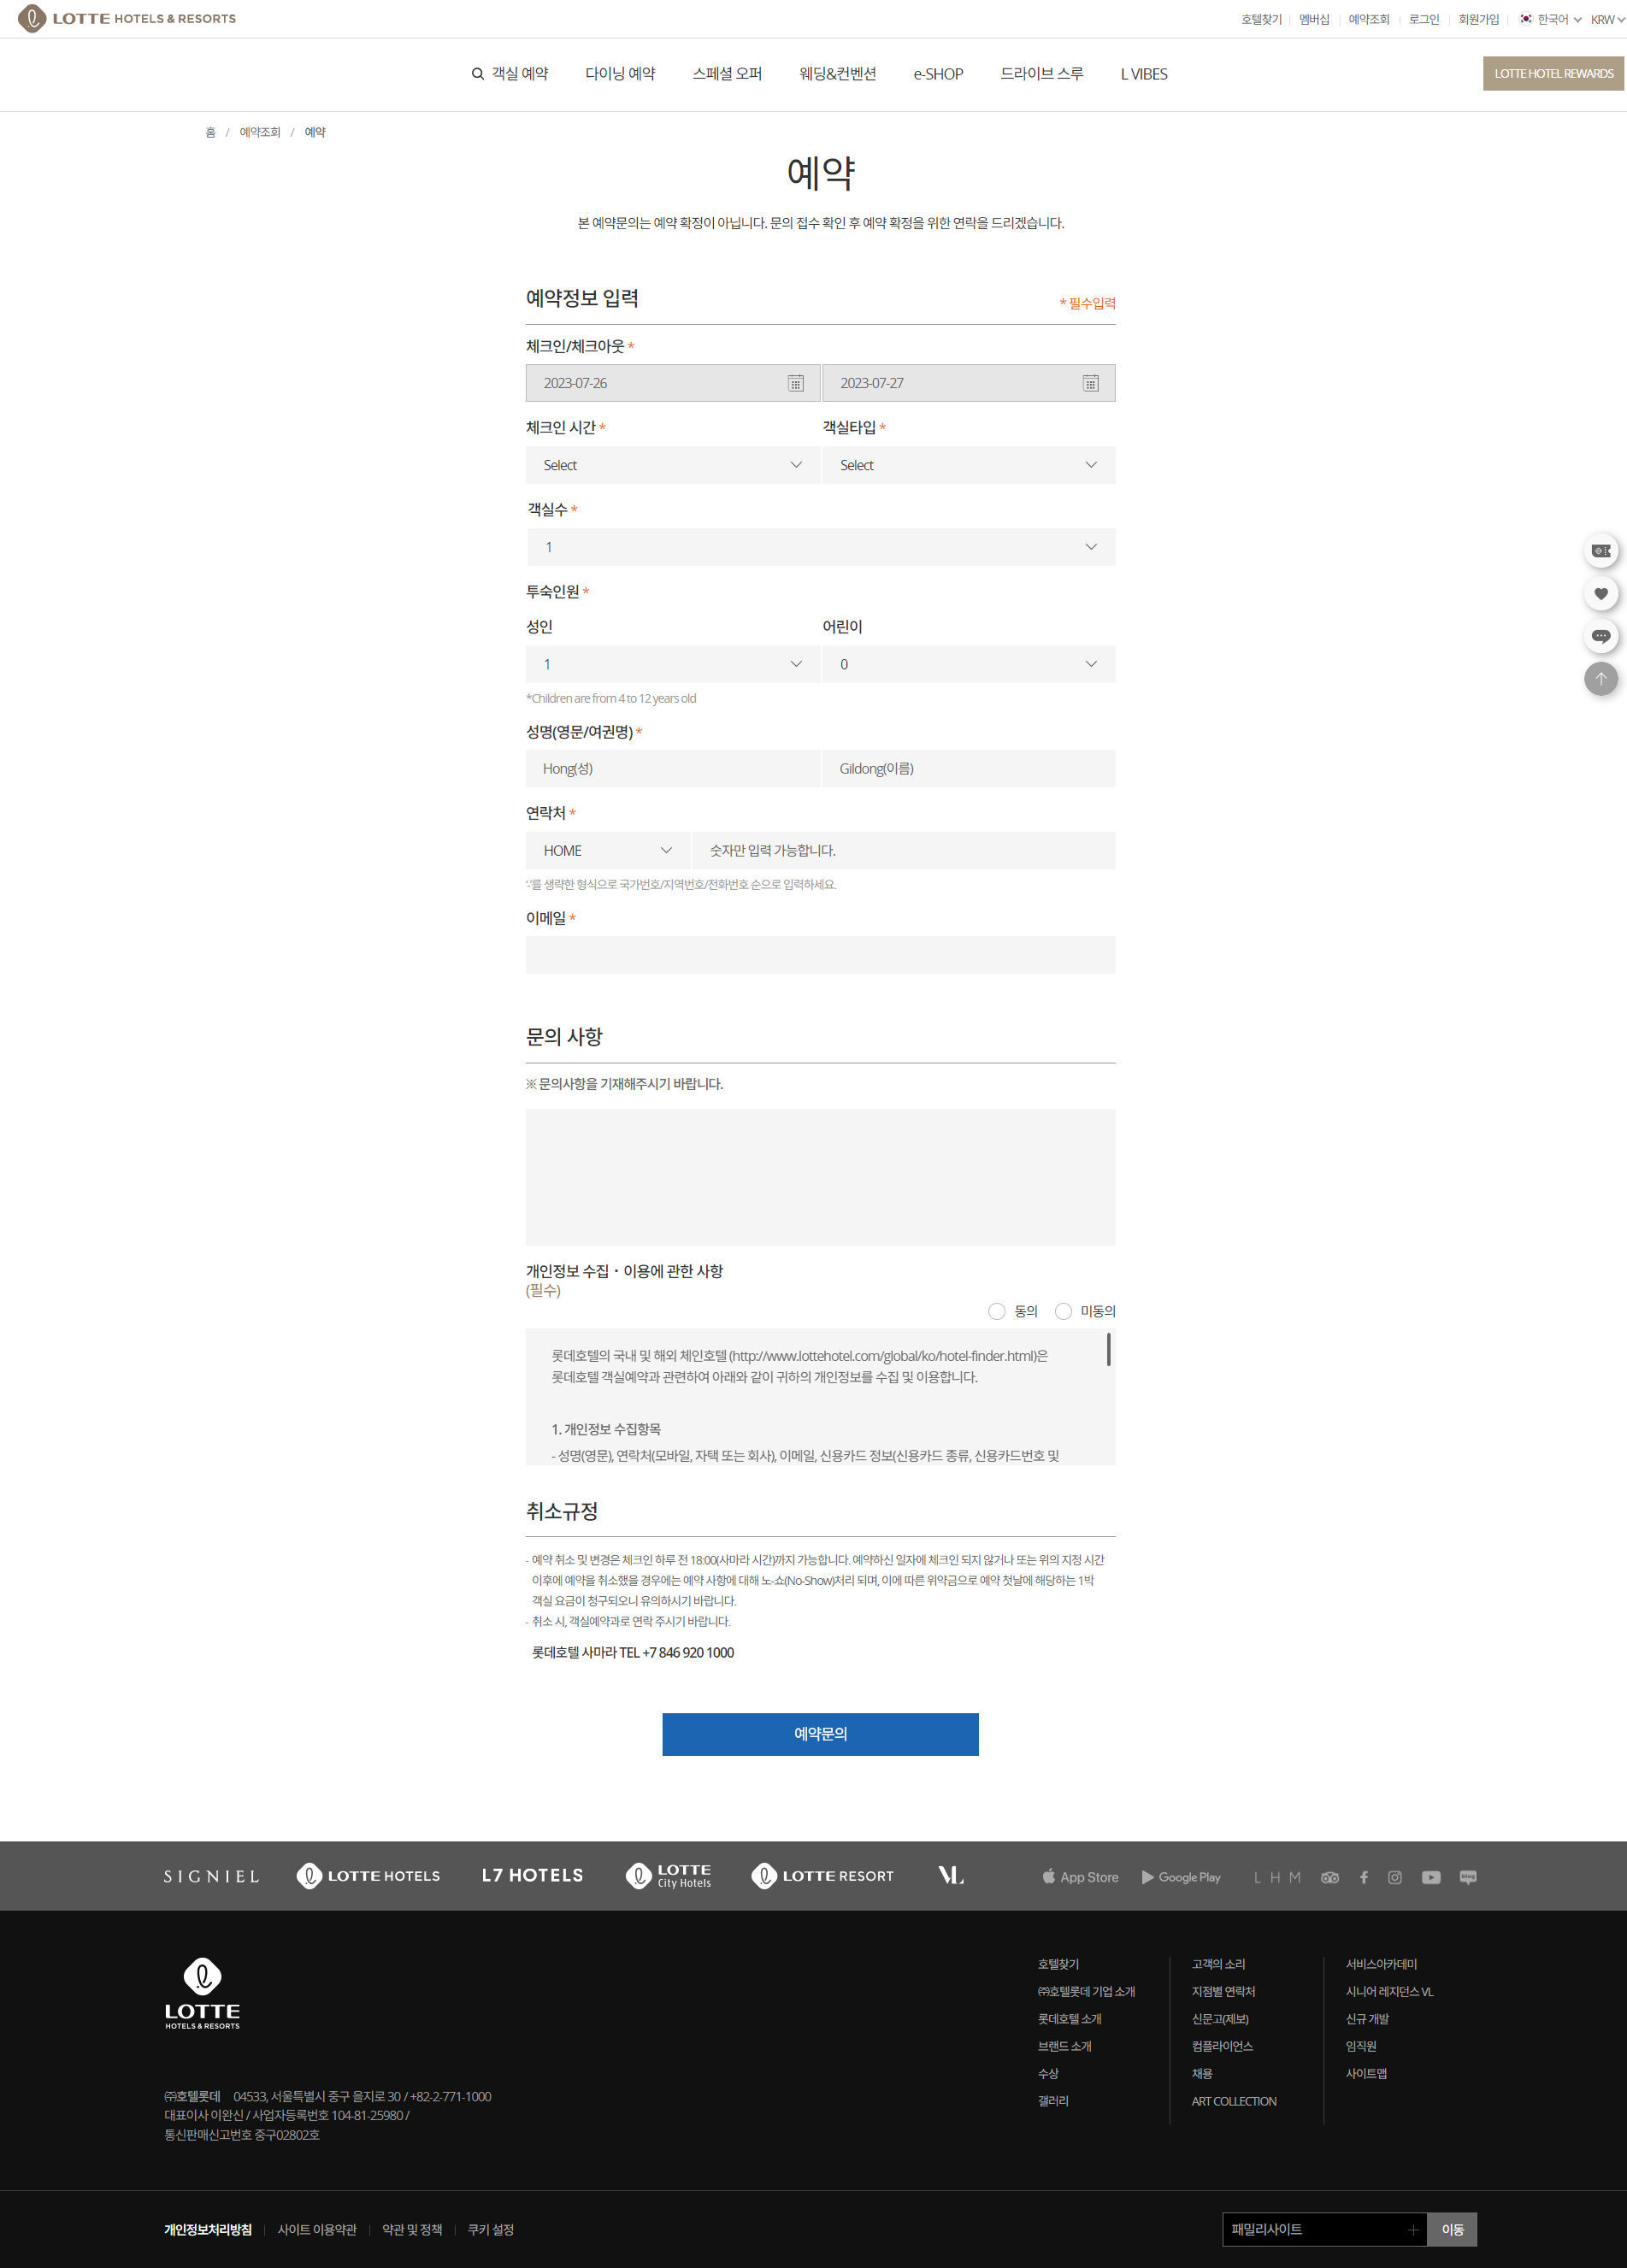 LOTTE HOTELS & RESORTS
호텔찾기
멤버십
예약조회
로그인
회원가입
한국어
KRW
객실 예약
다이닝 예약
스페셜 오퍼
웨딩&컨벤션
e-SHOP
드라이브 스루
L VIBES
LOTTE HOTEL REWARDS
홈 / 예약조회 / 예약
예약
본 예약문의는 예약 확정이 아닙니다. 문의 접수 확인 후 예약 확정을 위한 연락을 드리겠습니다.
예약정보 입력
* 필수입력
체크인/체크아웃 *
2023-07-26
2023-07-27
체크인 시간 *
객실타입 *
Select
Select
객실수 *
1
투숙인원 *
성인
어린이
1
0
*Children are from 4 to 12 years old
성명(영문/여권명) *
Hong(성)
Gildong(이름)
연락처 *
HOME
숫자만 입력 가능합니다.
'-'를 생략한 형식으로 국가번호/지역번호/전화번호 순으로 입력하세요.
이메일 *
문의 사항
※ 문의사항을 기재해주시기 바랍니다.
개인정보 수집・이용에 관한 사항
(필수)
동의
미동의
롯데호텔의 국내 및 해외 체인호텔 (http://www.lottehotel.com/global/ko/hotel-finder.html)은
롯데호텔 객실예약과 관련하여 아래와 같이 귀하의 개인정보를 수집 및 이용합니다.
1. 개인정보 수집항목
- 성명(영문), 연락처(모바일, 자택 또는 회사), 이메일, 신용카드 정보(신용카드 종류, 신용카드번호 및
취소규정
- 예약 취소 및 변경은 체크인 하루 전 18:00(사마라 시간)까지 가능합니다. 예약하신 일자에 체크인 되지 않거나 또는 위의 지정 시간
이후에 예약을 취소했을 경우에는 예약 사항에 대해 노-쇼(No-Show)처리 되며, 이에 따른 위약금으로 예약 첫날에 해당하는 1박
객실 요금이 청구되오니 유의하시기 바랍니다.
- 취소 시, 객실예약과로 연락 주시기 바랍니다.
롯데호텔 사마라 TEL +7 846 920 1000
예약문의
SIGNIEL
LOTTE HOTELS
L7 HOTELS
LOTTE
City Hotels
LOTTE RESORT
VL
App Store
Google Play
L H M
blog
LOTTE
HOTELS & RESORTS
호텔찾기
㈜호텔롯데 기업 소개
롯데호텔 소개
브랜드 소개
수상
갤러리
고객의 소리
지점별 연락처
신문고(제보)
컴플라이언스
채용
ART COLLECTION
서비스아카데미
시니어 레지던스 VL
신규 개발
임직원
사이트맵
㈜호텔롯데 04533, 서울특별시 중구 을지로 30 / +82-2-771-1000
대표이사 이완신 / 사업자등록번호 104-81-25980 /
통신판매신고번호 중구02802호
개인정보처리방침
사이트 이용약관
약관 및 정책
쿠키 설정
패밀리사이트
이동